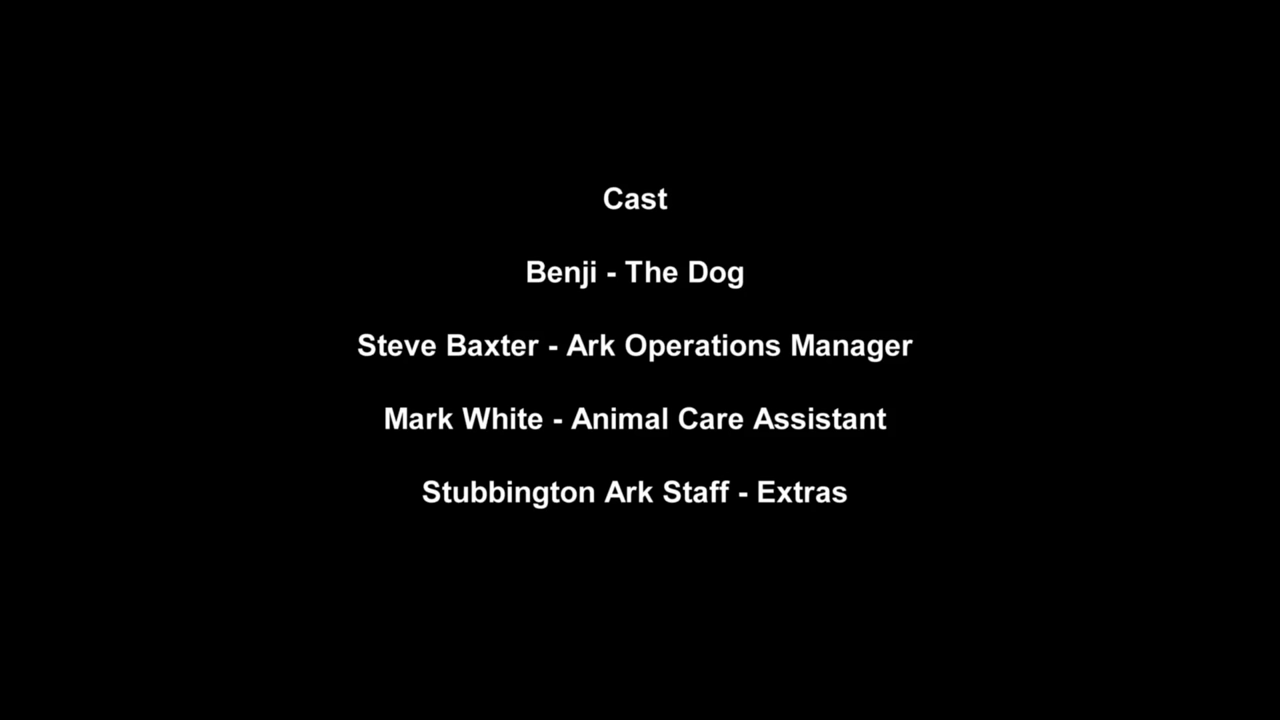 Cast
Benji - The Dog
Steve Baxter - Ark Operations Manager
Mark White - Animal Care Assistant
Stubbington Ark Staff - Extras